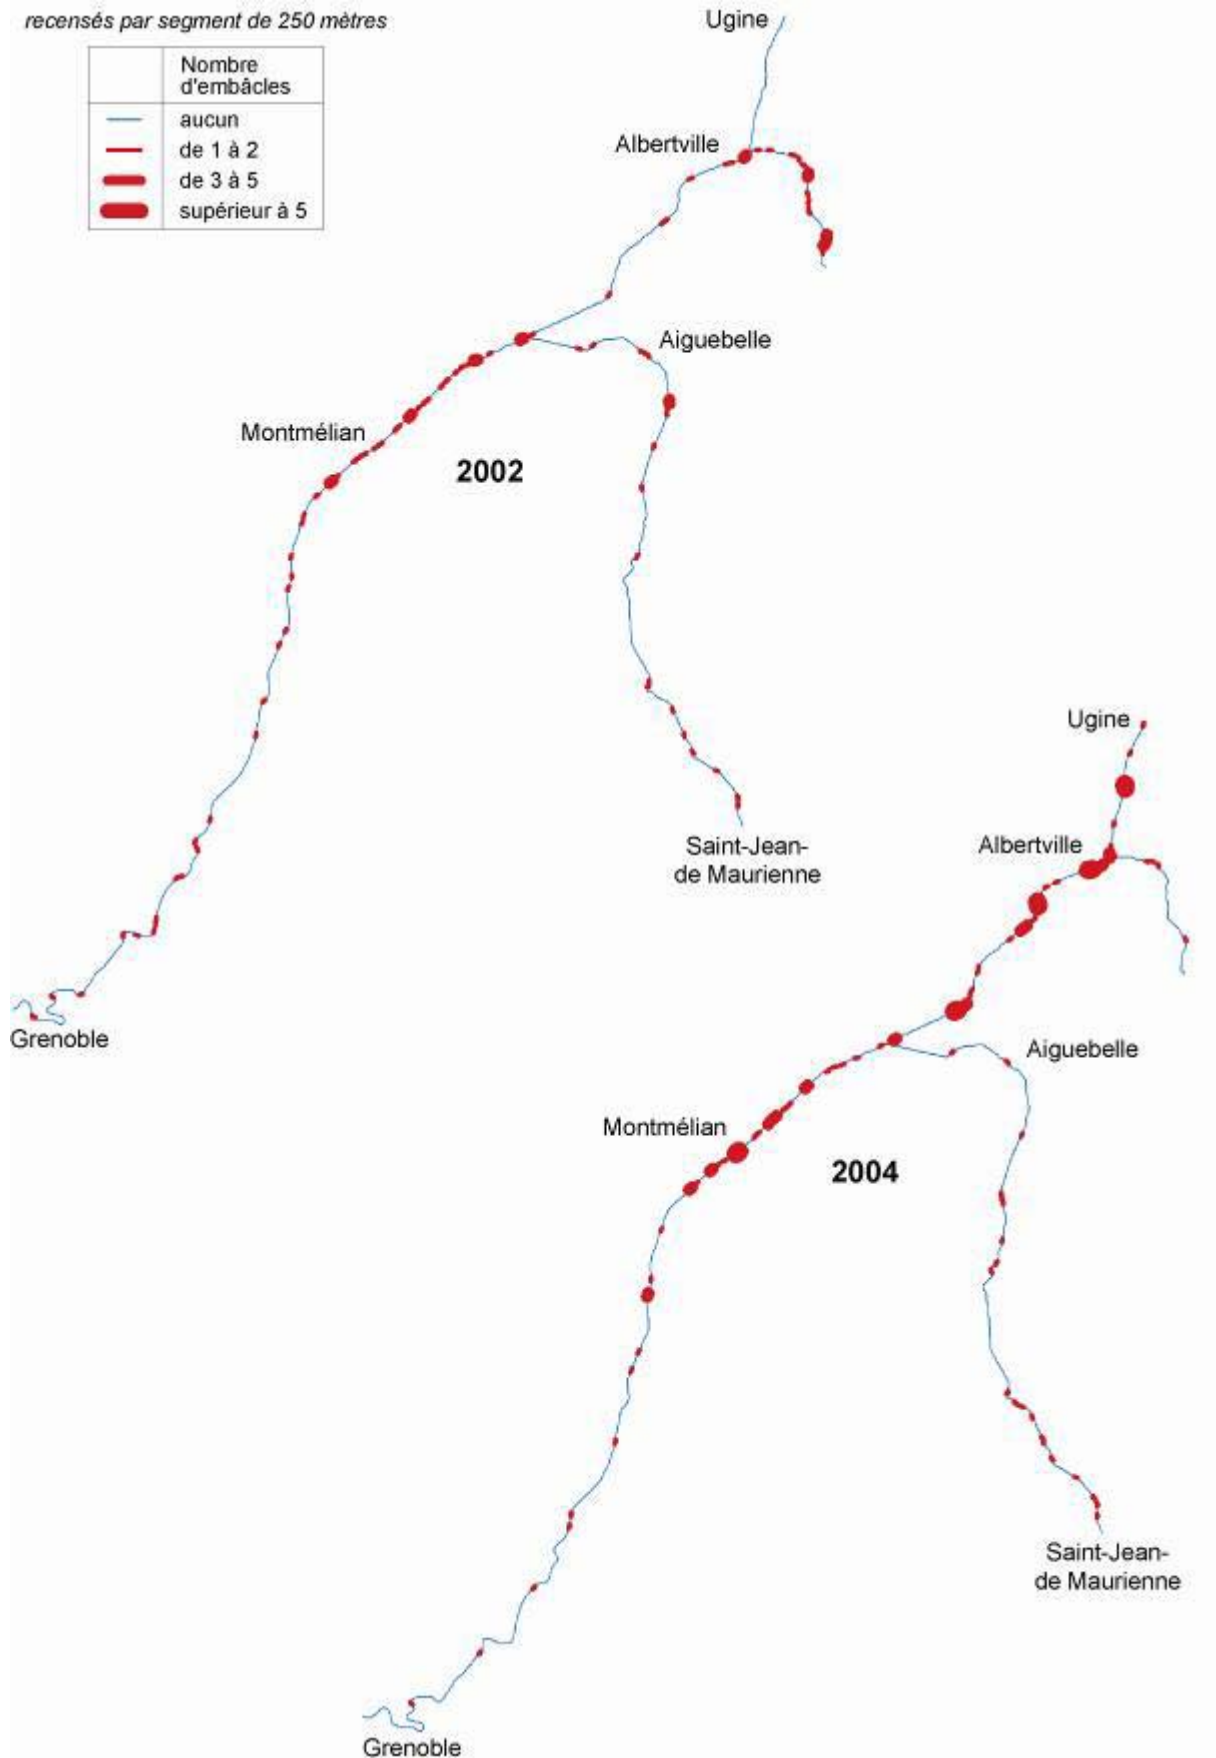 recensés par segment de 250 mètres
Nombre
d'embâcles
aucun
de 1 à 2
de 3 à 5
supérieur à 5
Ugine
Albertville
Aiguebelle
Montmélian
2002
Saint-Jean-
de Maurienne
Grenoble
Ugine
Albertville
Aiguebelle
Montmélian
2004
Saint-Jean-
de Maurienne
Grenoble